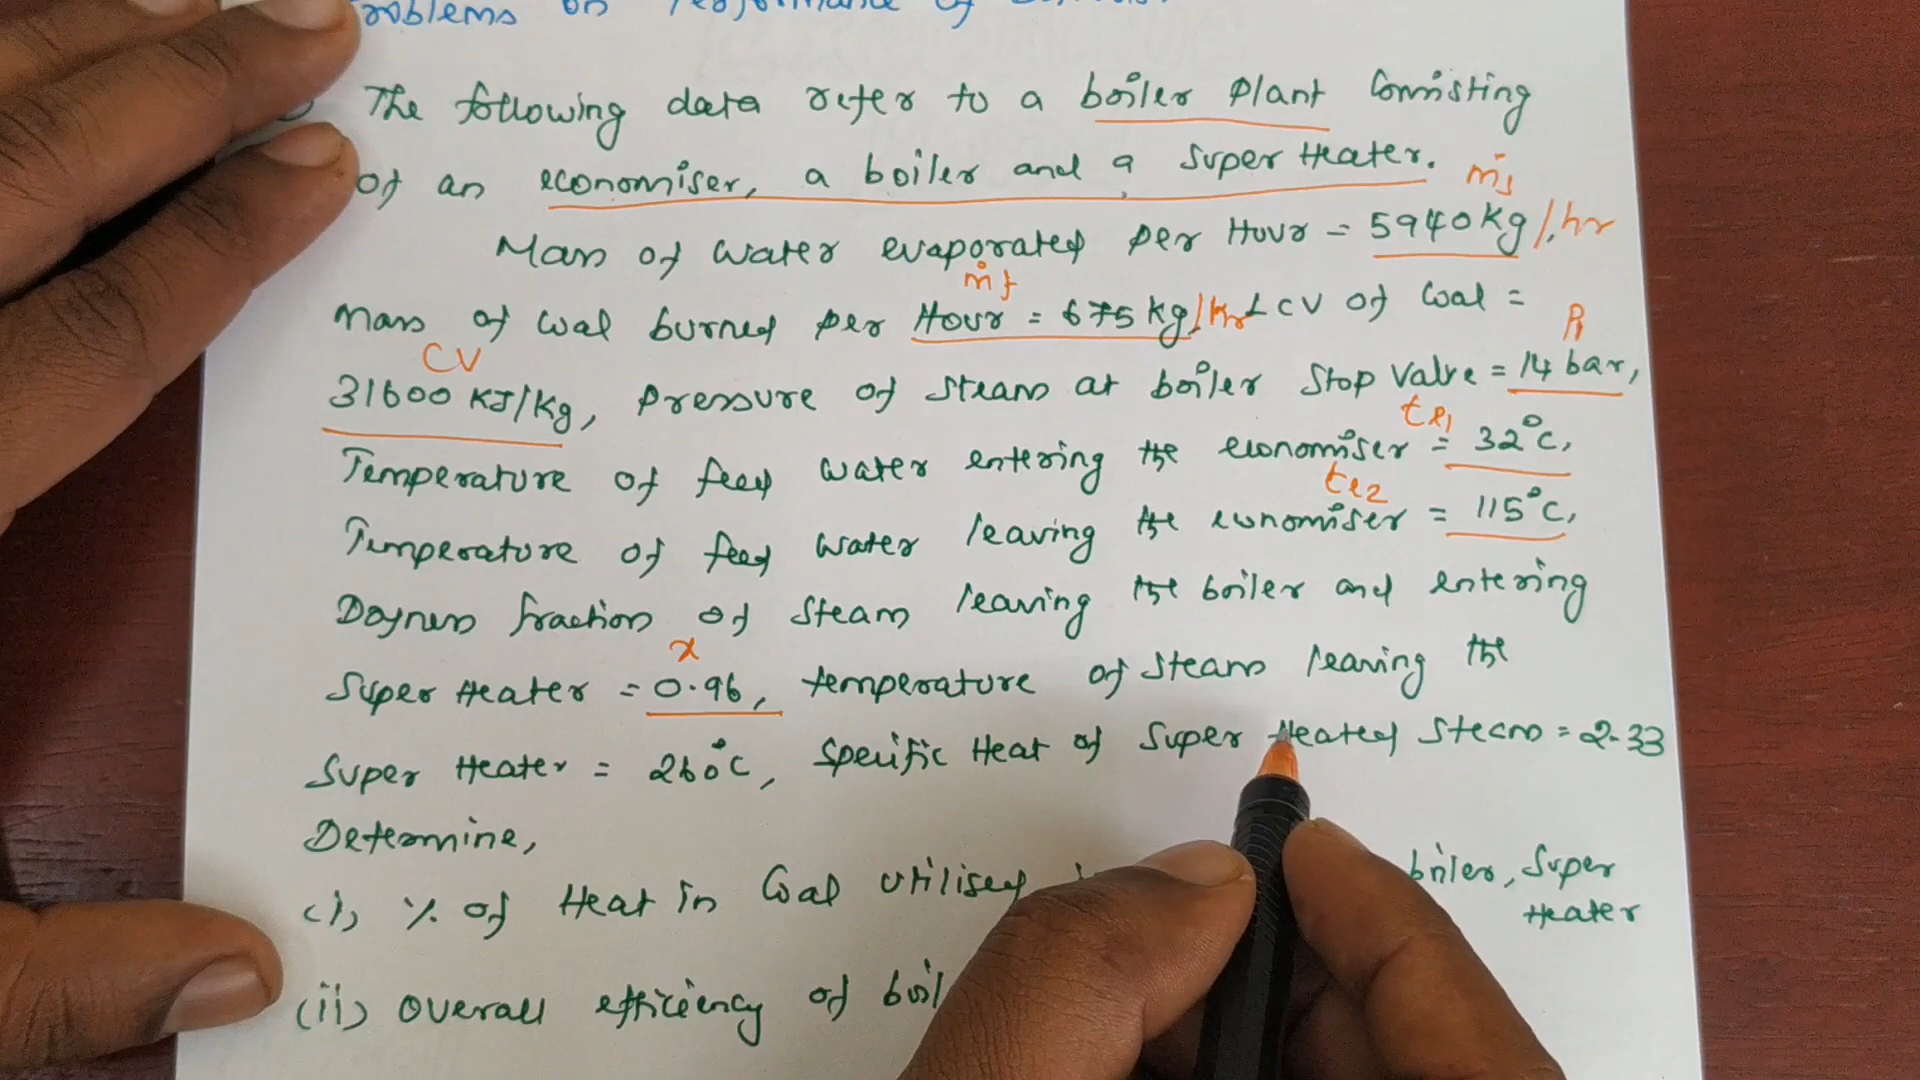 Problems on Performance of
The following data refer to a boiler plant Consisting
of an economiser, a boiler and a Super Heater.
ṁs
Mass of water evaporated per Hour = 5940 Kg/hr
ṁf
Mass of coal burned per Hour = 675 Kg/hr LCV of Coal =
CV
P1
31600 KJ/Kg, Pressure of steam at boiler Stop Valve = 14 bar,
te1
Temperature of feed water entering the economiser = 32°C,
te2
Temperature of feed water leaving the economiser = 115°C,
Dryness fraction of steam leaving the boiler and entering
x
Super Heater = 0.96, temperature of steam leaving the
Super Heater = 260°C, Specific Heat of Super Heated Steam = 2.33
Determine,
(i) % of Heat in Coal utilised boiler, Super
Heater
(ii) Overall efficiency of boil